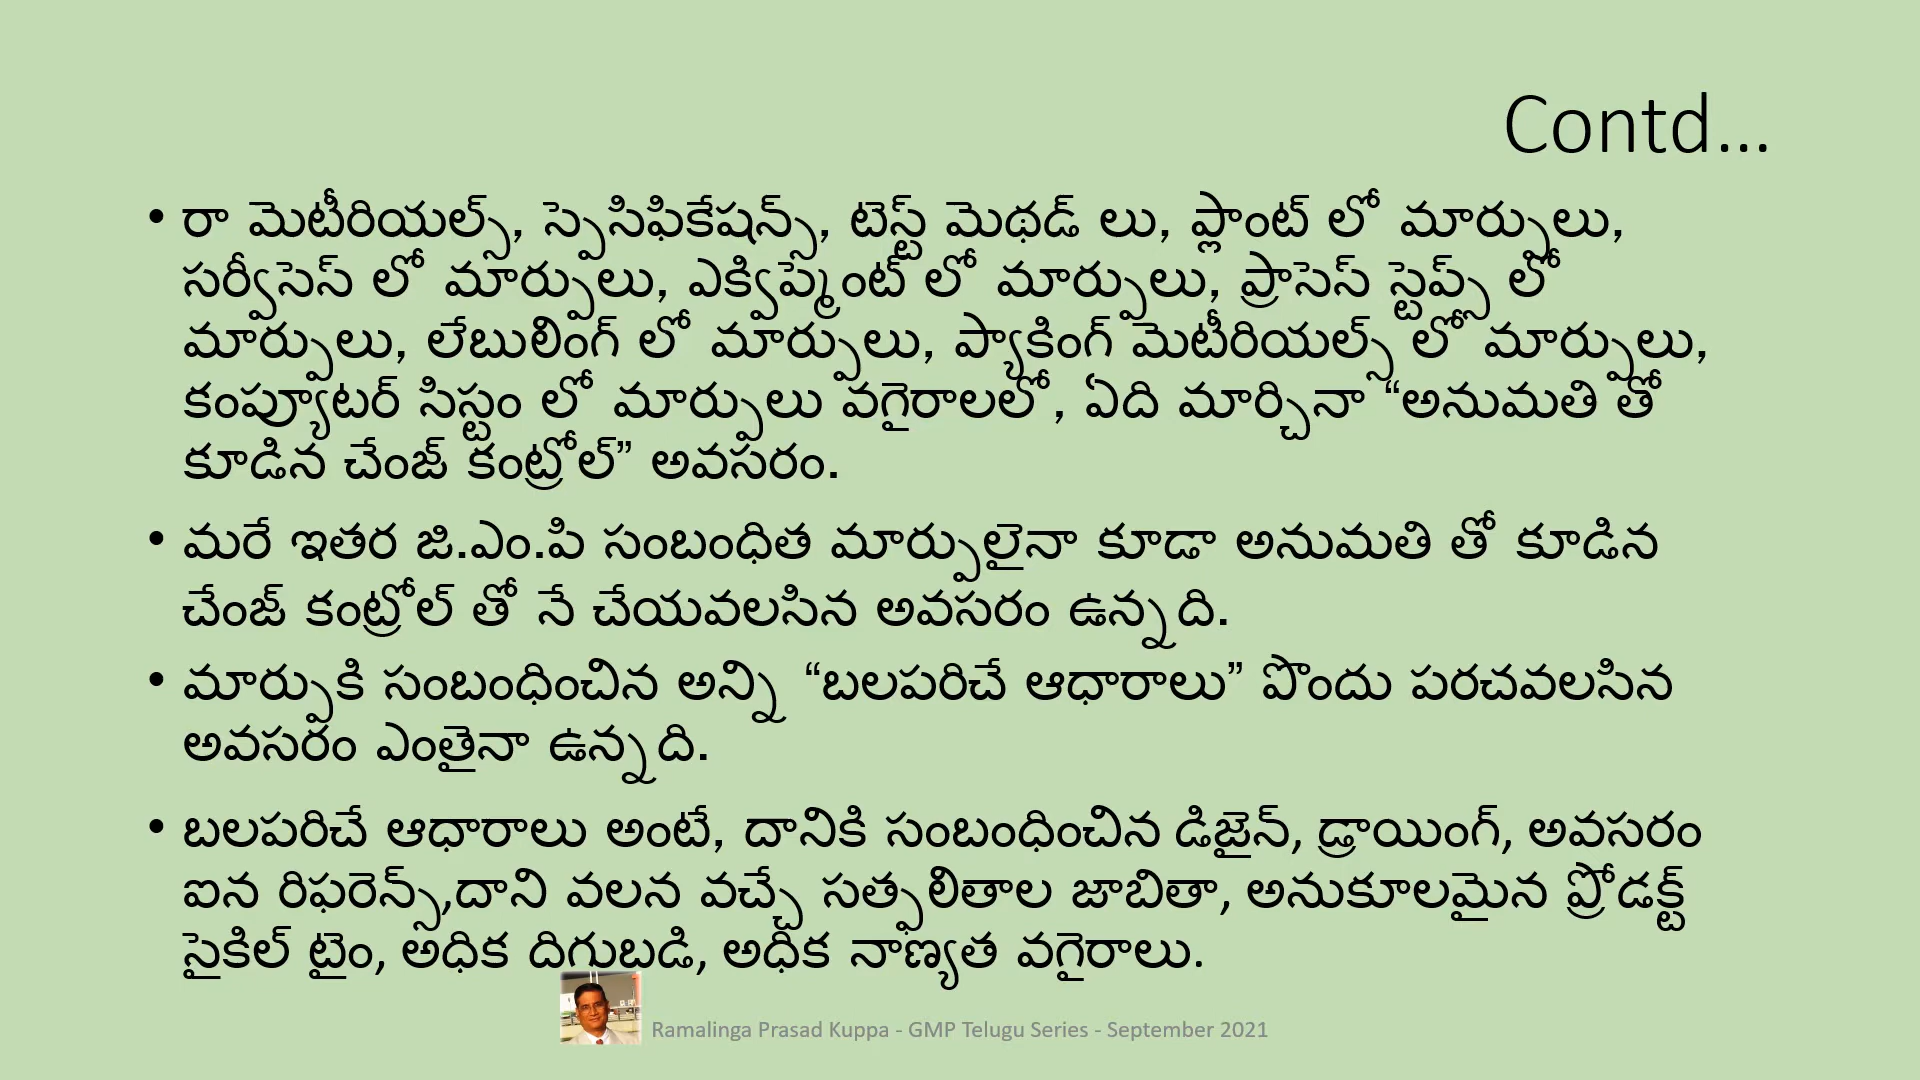 Contd...
• రా మెటీరియల్స్, స్పెసిఫికేషన్స్, టెస్ట్ మెథడ్ లు, ప్లాంట్ లో మార్పులు,
సర్వీసెస్ లో మార్పులు, ఎక్విప్మెంట్ లో మార్పులు, ప్రాసెస్ స్టెప్స్ లో
మార్పులు, లేబులింగ్ లో మార్పులు, ప్యాకింగ్ మెటీరియల్స్ లో మార్పులు,
కంప్యూటర్ సిస్టం లో మార్పులు వగైరాలలో, ఏది మార్చినా “అనుమతి తో
కూడిన చేంజ్ కంట్రోల్” అవసరం.
• మరే ఇతర జి.ఎం.పి సంబంధిత మార్పులైనా కూడా అనుమతి తో కూడిన
చేంజ్ కంట్రోల్ తో నే చేయవలసిన అవసరం ఉన్నది.
• మార్పుకి సంబంధించిన అన్ని “బలపరిచే ఆధారాలు” పొందు పరచవలసిన
అవసరం ఎంతైనా ఉన్నది.
• బలపరిచే ఆధారాలు అంటే, దానికి సంబంధించిన డిజైన్, డ్రాయింగ్, అవసరం
ఐన రిఫరెన్స్,దాని వలన వచ్చే సత్ఫలితాల జాబితా, అనుకూలమైన ప్రోడక్ట్
సైకిల్ టైం, అధిక దిగుబడి, అధిక నాణ్యత వగైరాలు.
Ramalinga Prasad Kuppa - GMP Telugu Series - September 2021